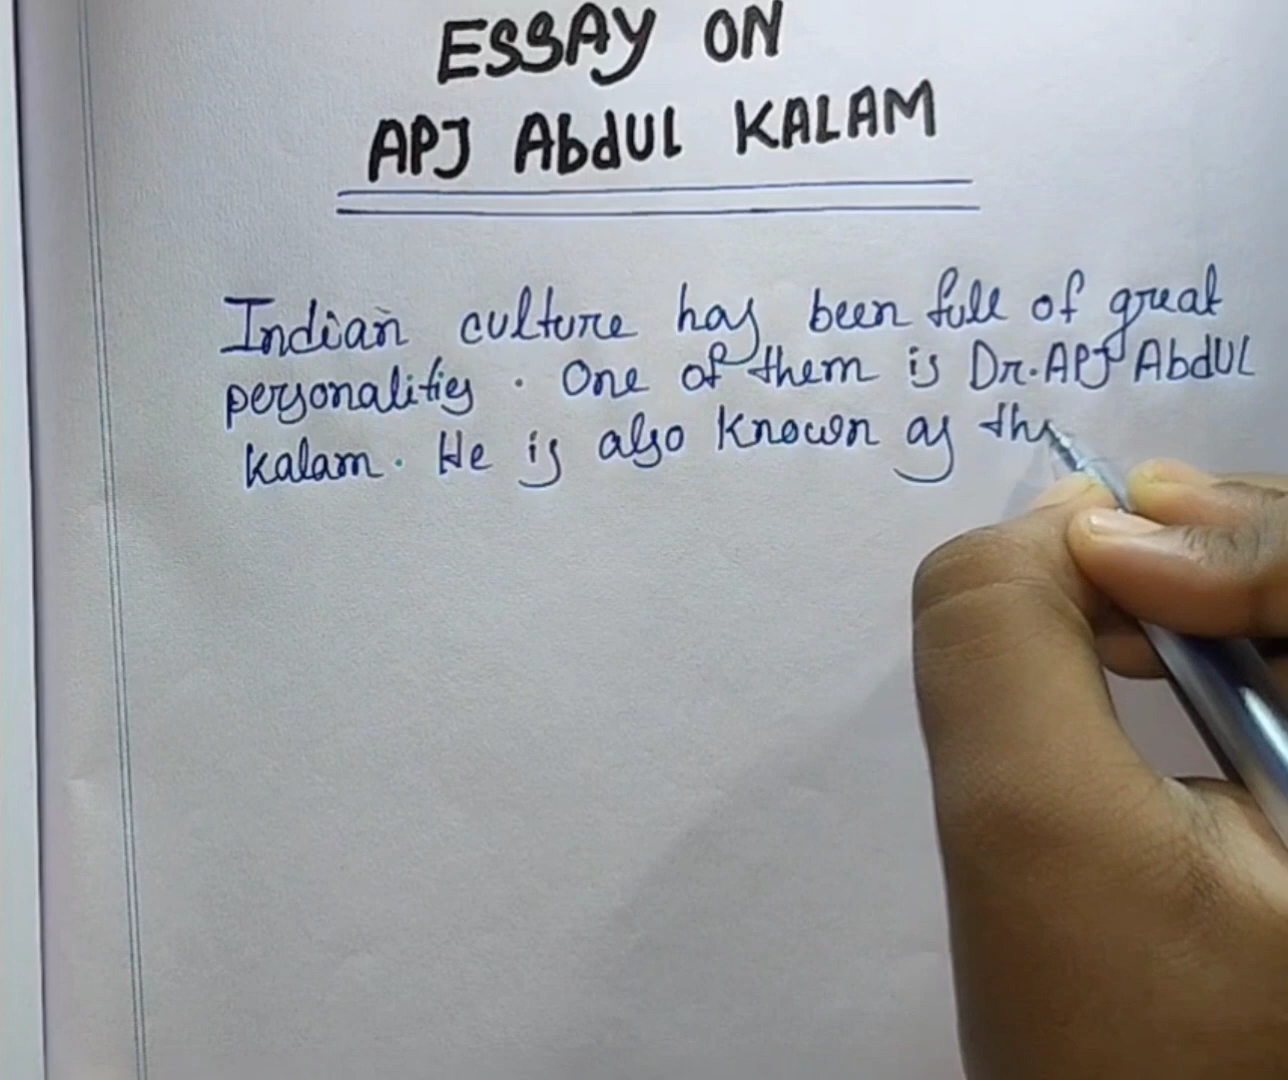 ESSAY ON
APJ Abdul KALAM
Indian culture has been full of great
personalities. One of them is Dr. APJ Abdul
Kalam. He is also known as the